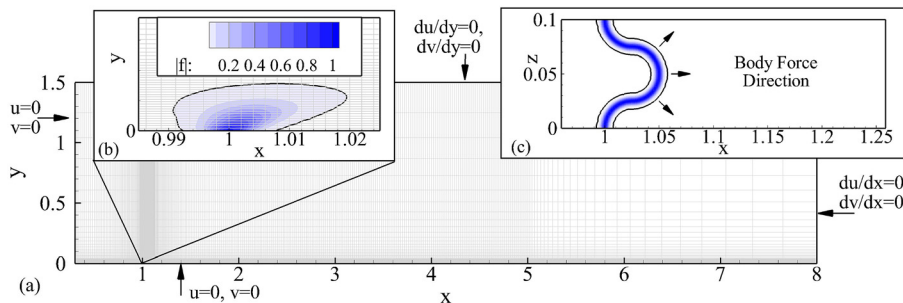 (a)
y
1.5
1
0.5
0
1
2
3
4
5
6
7
8
x
u=0
v=0
u=0, v=0
du/dy=0,
dv/dy=0
du/dx=0
dv/dx=0
(b)
y
0
|f|: 0.2 0.4 0.6 0.8 1
0.99 1 1.01 1.02
x
(c)
z
0.1
0.05
0
1 1.05 1.1 1.15 1.2 1.25
x
Body Force
Direction